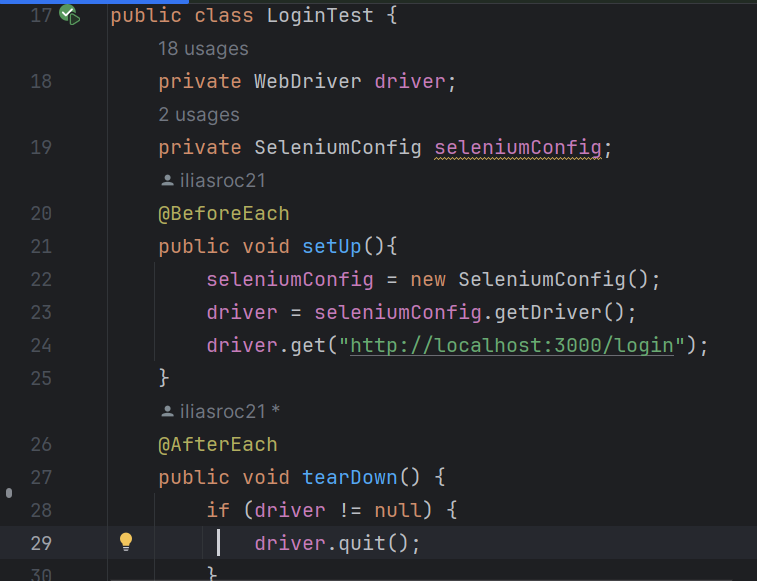 17 public class LoginTest {
18 usages
18 private WebDriver driver;
2 usages
19 private SeleniumConfig seleniumConfig;
iliasroc21
20 @BeforeEach
21 public void setUp(){
22 seleniumConfig = new SeleniumConfig();
23 driver = seleniumConfig.getDriver();
24 driver.get("http://localhost:3000/login");
25 }
iliasroc21 *
26 @AfterEach
27 public void tearDown() {
28 if (driver != null) {
29 driver.quit();
30 }